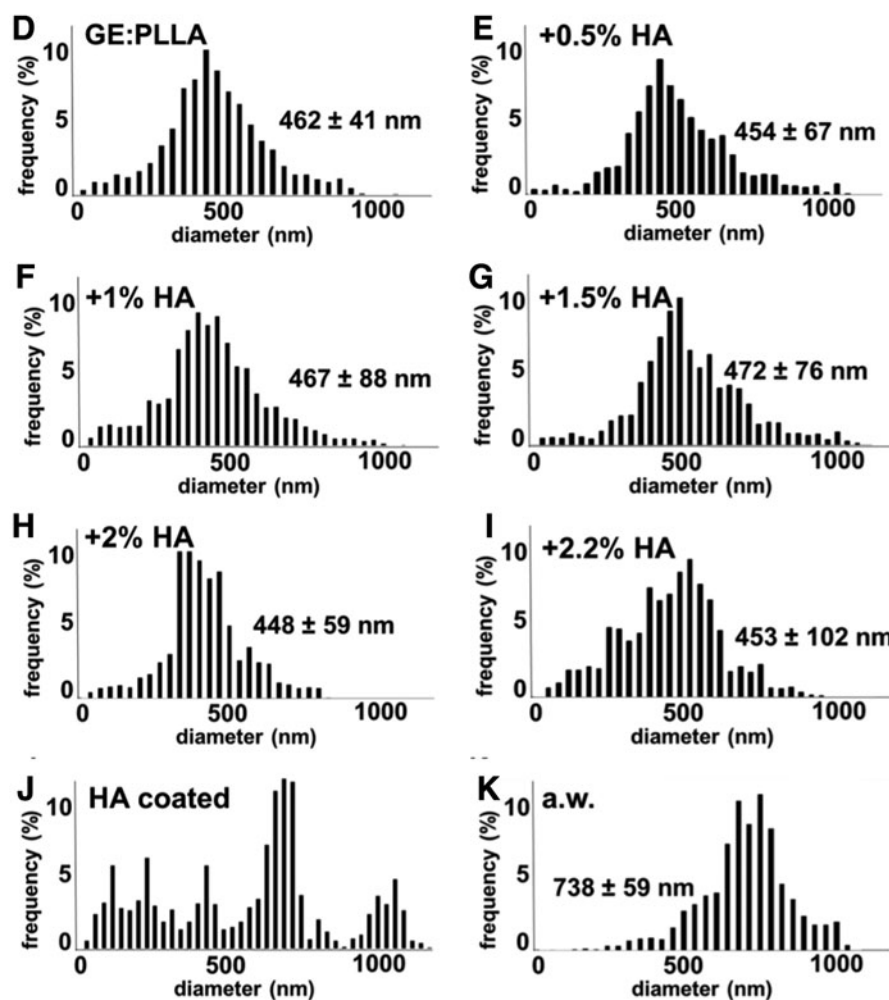 D GE:PLLA
frequency (%)
10
5
0
462 ± 41 nm
0 500 1000
diameter (nm)
E +0.5% HA
frequency (%)
10
5
0
454 ± 67 nm
0 500 1000
diameter (nm)
F +1% HA
frequency (%)
10
5
0
467 ± 88 nm
0 500 1000
diameter (nm)
G +1.5% HA
frequency (%)
10
5
0
472 ± 76 nm
0 500 1000
diameter (nm)
H +2% HA
frequency (%)
10
5
0
448 ± 59 nm
0 500 1000
diameter (nm)
I +2.2% HA
frequency (%)
10
5
0
453 ± 102 nm
0 500 1000
diameter (nm)
J HA coated
frequency (%)
10
5
0
0 500 1000
diameter (nm)
K a.w.
frequency (%)
10
5
0
738 ± 59 nm
0 500 1000
diameter (nm)